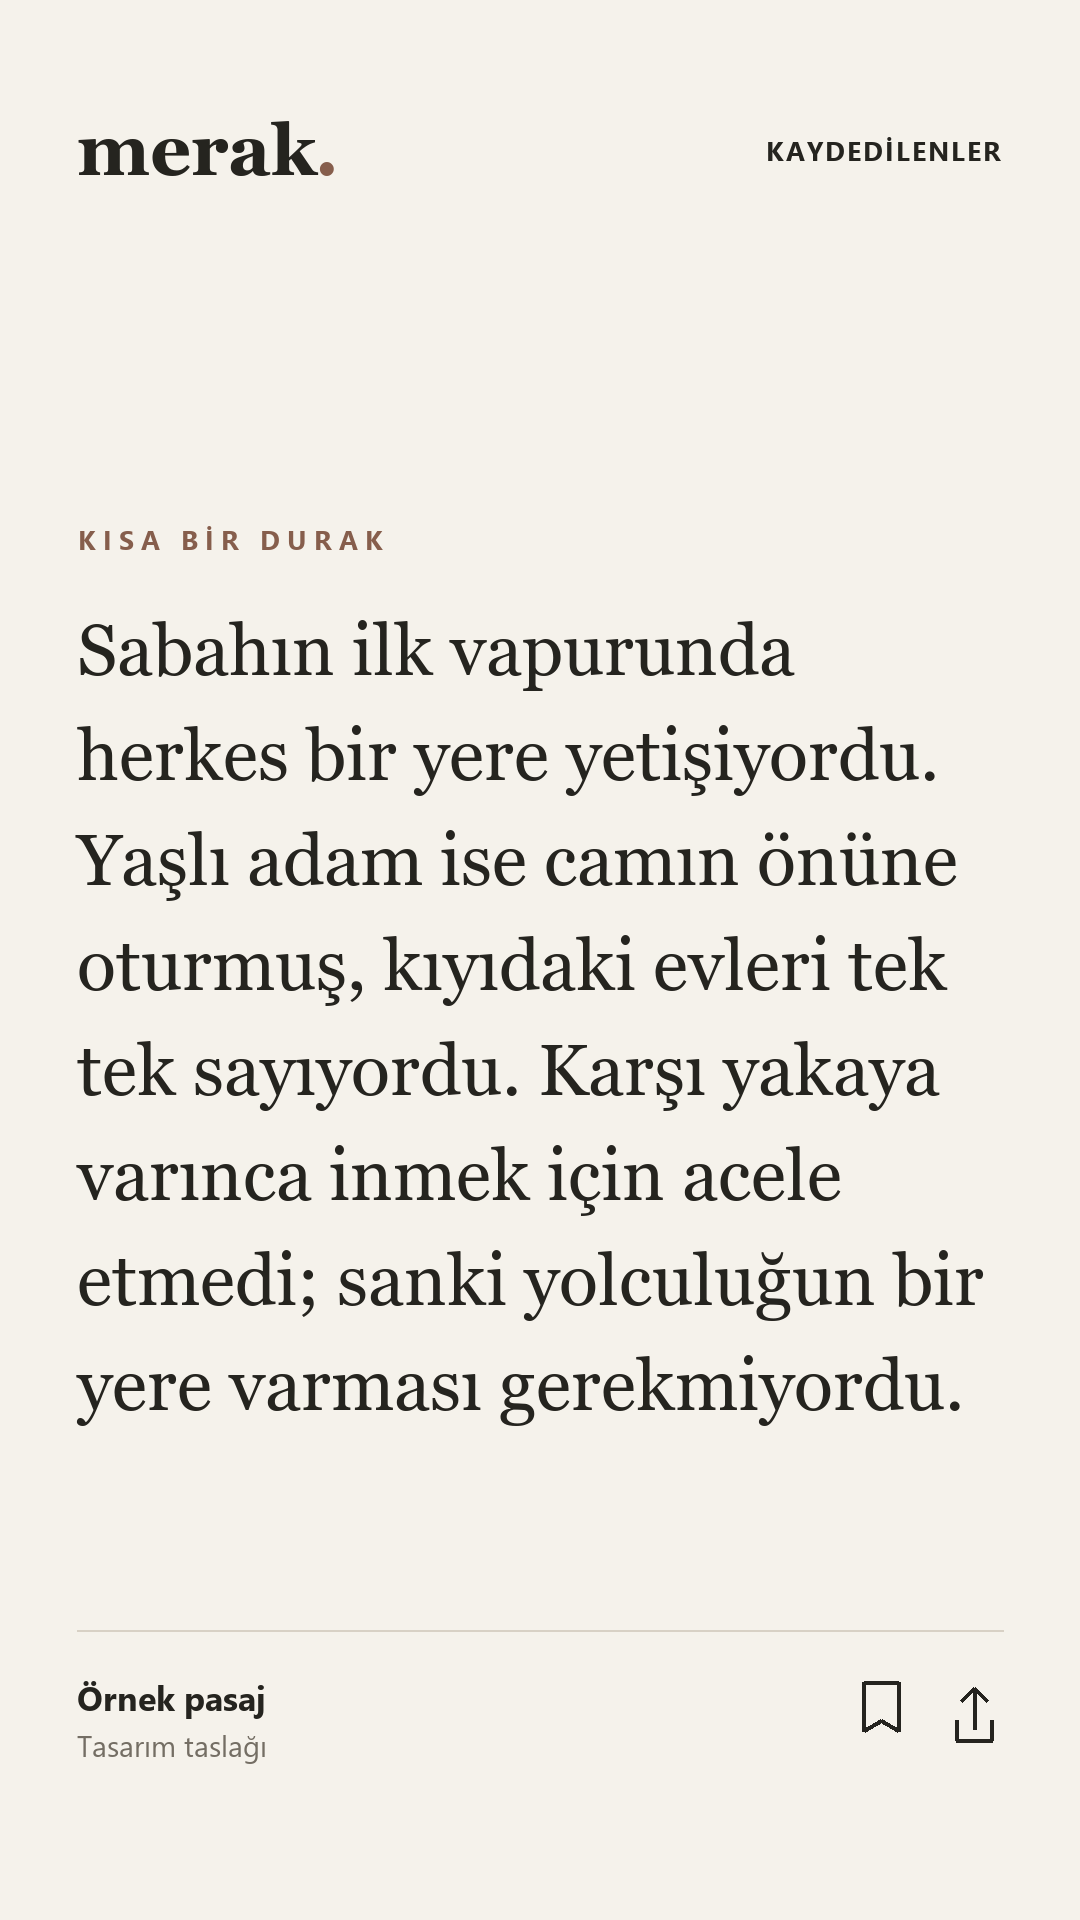 merak.
KAYDEDİLENLER
KISA BİR DURAK
Sabahın ilk vapurunda
herkes bir yere yetişiyordu.
Yaşlı adam ise camın önüne
oturmuş, kıyıdaki evleri tek
tek sayıyordu. Karşı yakaya
varınca inmek için acele
etmedi; sanki yolculuğun bir
yere varması gerekmiyordu.
Örnek pasaj
Tasarım taslağı